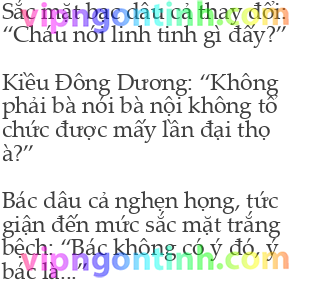 Sắc mặt bac dâu cả thay đổi:
vipngontinh.com
“Cháu nói linh tinh gì đấy?”
Kiều Đông Dương: “Không
phải bà nói bà nội không tổ
chức được mấy lần đại thọ
à?”
Bác dâu cả nghẹn họng, tức
giận đến mức sắc mặt trắng
bệch: “Bác không có ý đó, ý
vipngontinh.com
bác là...”